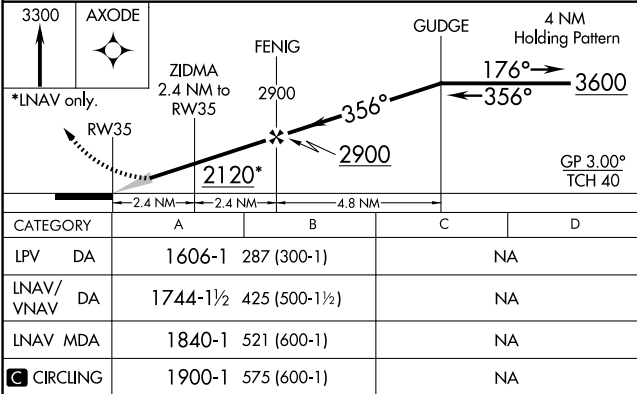 3300
AXODE
GUDGE
4 NM
Holding Pattern
FENIG
ZIDMA
2.4 NM to
RW35
2900
176°
3600
356°
356°
*LNAV only.
RW35
2900
2120*
GP 3.00°
TCH 40
2.4 NM
2.4 NM
4.8 NM
CATEGORY A B C D
LPV DA 1606-1 287 (300-1) NA
LNAV/
VNAV DA 1744-1½ 425 (500-1½) NA
LNAV MDA 1840-1 521 (600-1) NA
C CIRCLING 1900-1 575 (600-1) NA